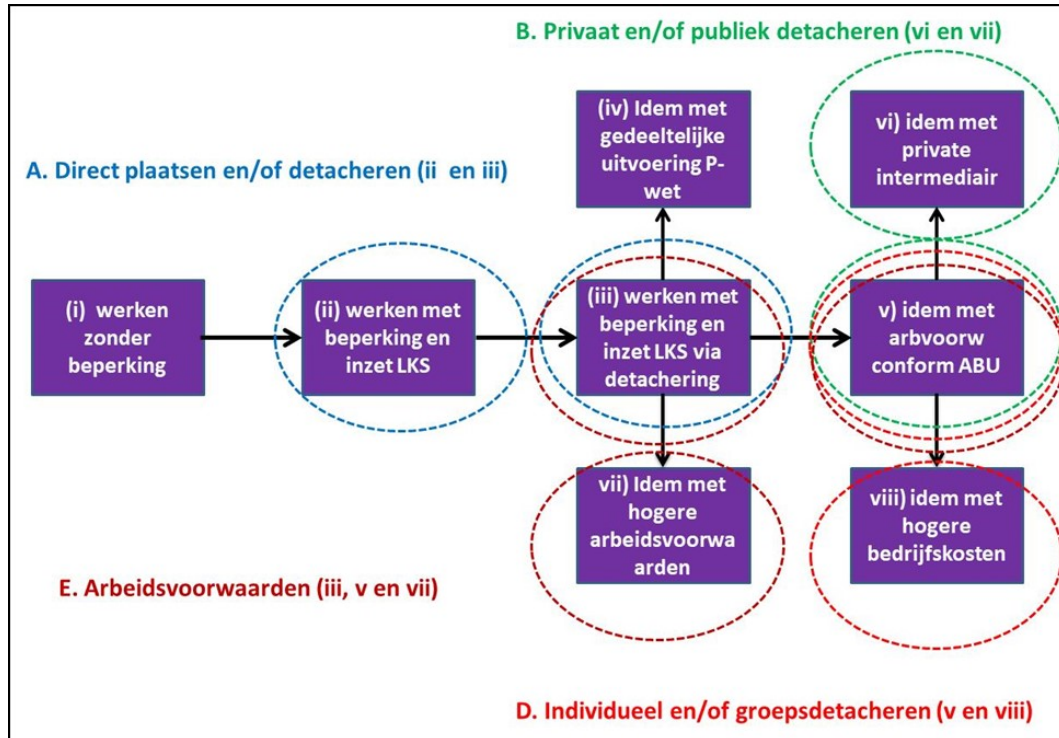 B. Privaat en/of publiek detacheren (vi en vii)
(iv) Idem met
gedeeltelijke
uitvoering P-
wet
vi) idem met
private
intermediair
A. Direct plaatsen en/of detacheren (ii en iii)
(i) werken
zonder
beperking
(ii) werken met
beperking en
inzet LKS
(iii) werken met
beperking en
inzet LKS via
detachering
v) idem met
arbvoorw
conform ABU
vii) Idem met
hogere
arbeidsvoorwa
arden
viii) idem met
hogere
bedrijfskosten
E. Arbeidsvoorwaarden (iii, v en vii)
D. Individueel en/of groepsdetacheren (v en viii)